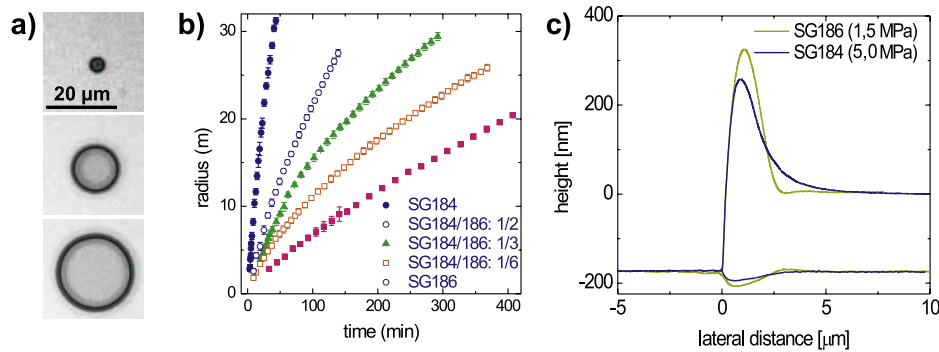 a)
20 μm
b)
30
20
10
0
radius (m)
0
100
200
300
400
time (min)
SG184
SG184/186: 1/2
SG184/186: 1/3
SG184/186: 1/6
SG186
c)
400
200
0
-200
height [nm]
-5
0
5
10
lateral distance [μm]
SG186 (1,5 MPa)
SG184 (5,0 MPa)